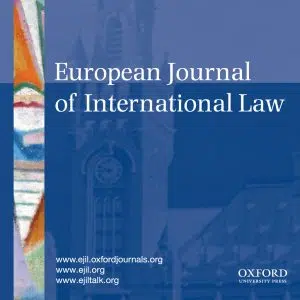 European Journal
of International Law
www.ejil.oxfordjournals.org
www.ejil.org
www.ejiltalk.org
OXFORD
UNIVERSITY PRESS